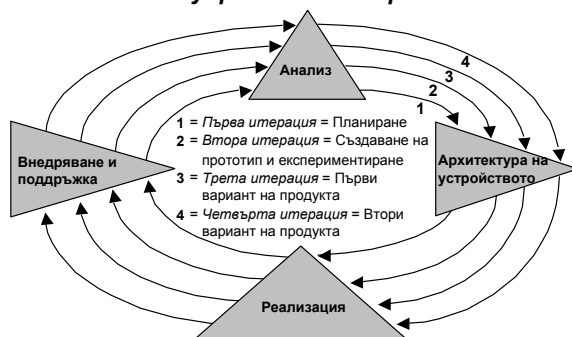 Анализ
4
3
2
1
1 = Първа итерация = Планиране
2 = Втора итерация = Създаване на
прототип и експериментиране
3 = Трета итерация = Първи
вариант на продукта
4 = Четвърта итерация = Втори
вариант на продукта
Внедряване и
поддръжка
Архитектура на
устройството
Реализация